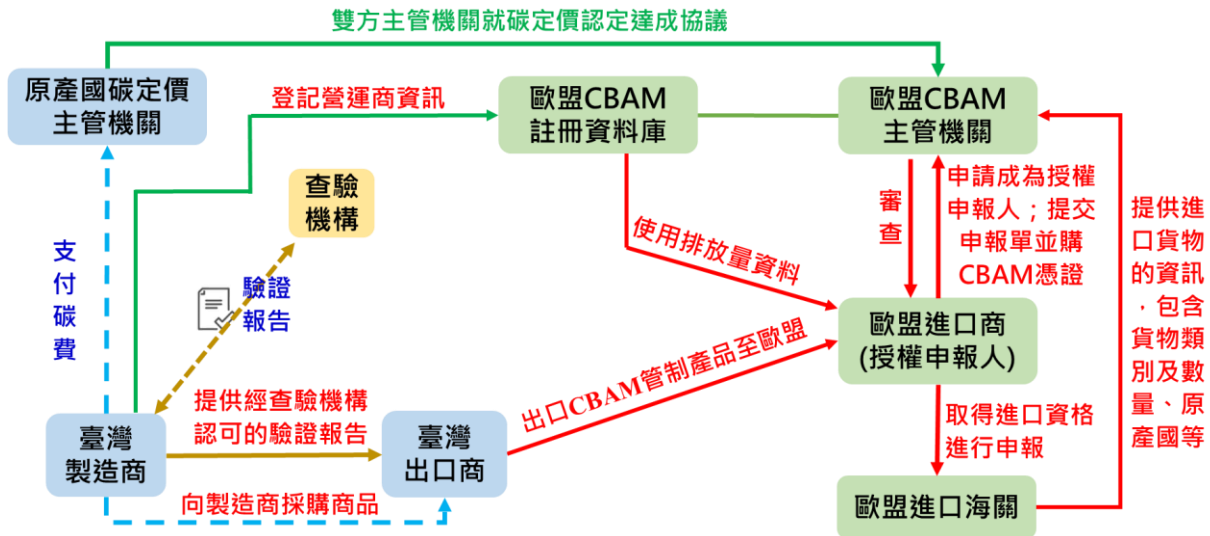 雙方主管機關就碳定價認定達成協議
原產國碳定價
主管機關
登記營運商資訊
歐盟CBAM
註冊資料庫
歐盟CBAM
主管機關
查驗
機構
審
查
申請成為授權
申報人；提交
申報單並購
CBAM憑證
提供進
口貨物
的資訊
，包含
貨物類
別及數
量、原
產國等
支
付
碳
費
驗證
報告
使用排放量資料
歐盟進口商
(授權申報人)
出口CBAM管制產品至歐盟
提供經查驗機構
認可的驗證報告
臺灣
製造商
臺灣
出口商
取得進口資格
進行申報
向製造商採購商品
歐盟進口海關